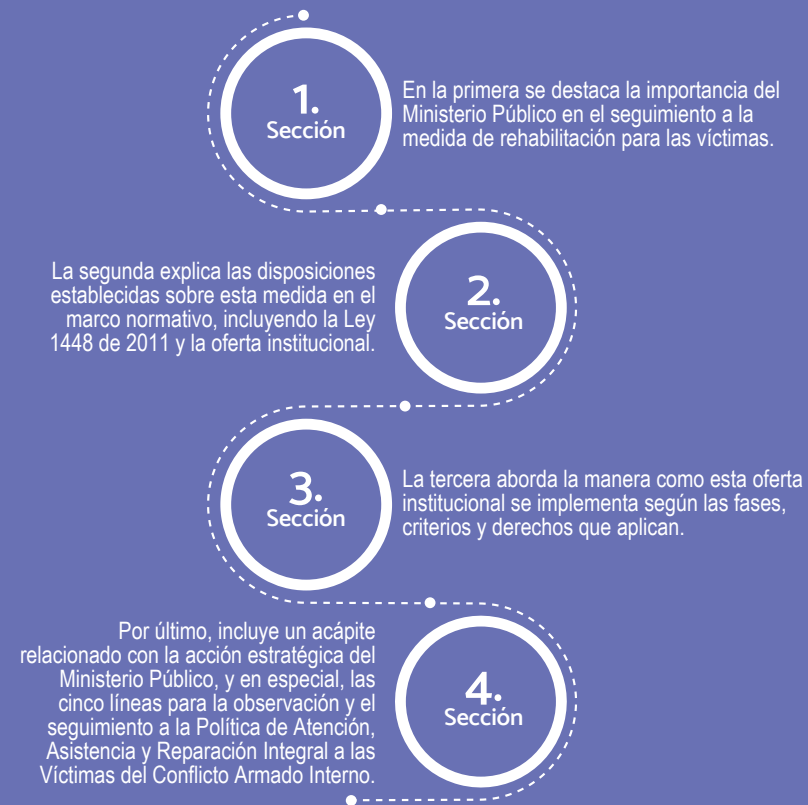 1.
Sección
En la primera se destaca la importancia del
Ministerio Público en el seguimiento a la
medida de rehabilitación para las víctimas.
La segunda explica las disposiciones
establecidas sobre esta medida en el
marco normativo, incluyendo la Ley
1448 de 2011 y la oferta institucional.
2.
Sección
3.
Sección
La tercera aborda la manera como esta oferta
institucional se implementa según las fases,
criterios y derechos que aplican.
Por último, incluye un acápite
relacionado con la acción estratégica del
Ministerio Público, y en especial, las
cinco líneas para la observación y el
seguimiento a la Política de Atención,
Asistencia y Reparación Integral a las
Víctimas del Conflicto Armado Interno.
4.
Sección